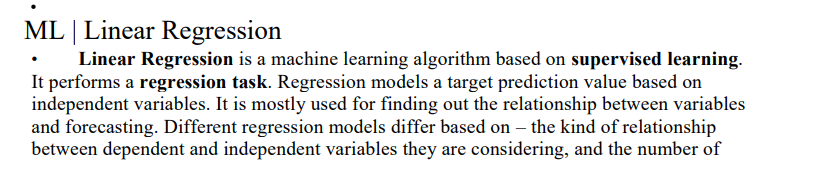 •
ML | Linear Regression
• Linear Regression is a machine learning algorithm based on supervised learning.
It performs a regression task. Regression models a target prediction value based on
independent variables. It is mostly used for finding out the relationship between variables
and forecasting. Different regression models differ based on – the kind of relationship
between dependent and independent variables they are considering, and the number of